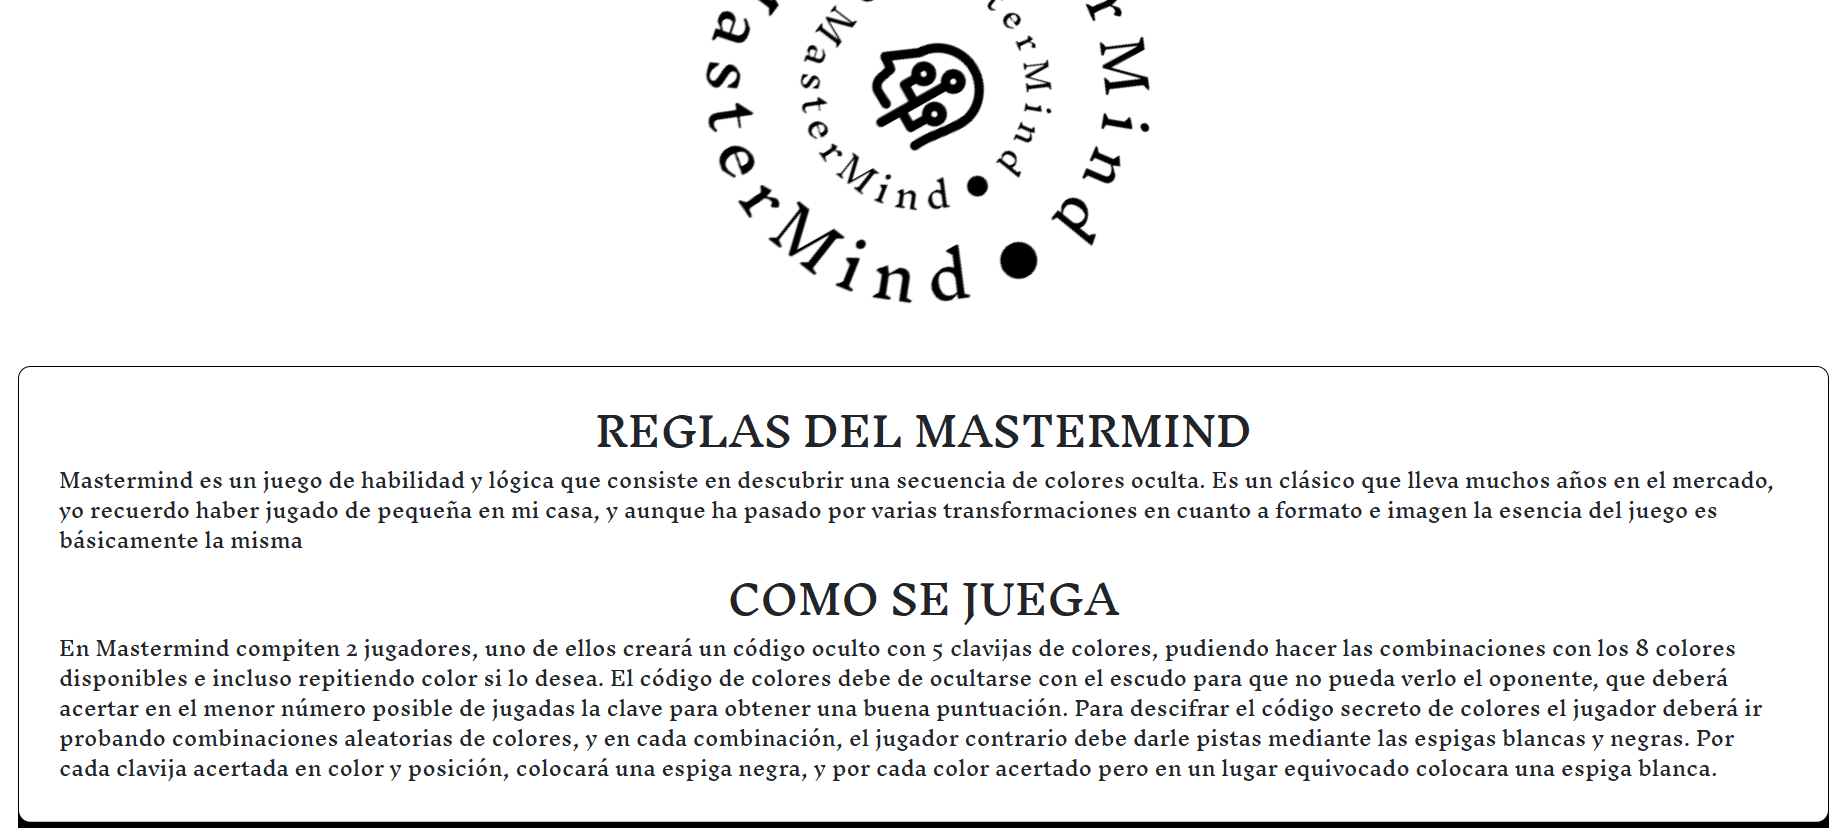 asterMind
MasterMind
terMind
rMind
REGLAS DEL MASTERMIND
Mastermind es un juego de habilidad y lógica que consiste en descubrir una secuencia de colores oculta. Es un clásico que lleva muchos años en el mercado,
yo recuerdo haber jugado de pequeña en mi casa, y aunque ha pasado por varias transformaciones en cuanto a formato e imagen la esencia del juego es
básicamente la misma
COMO SE JUEGA
En Mastermind compiten 2 jugadores, uno de ellos creará un código oculto con 5 clavijas de colores, pudiendo hacer las combinaciones con los 8 colores
disponibles e incluso repitiendo color si lo desea. El código de colores debe de ocultarse con el escudo para que no pueda verlo el oponente, que deberá
acertar en el menor número posible de jugadas la clave para obtener una buena puntuación. Para descifrar el código secreto de colores el jugador deberá ir
probando combinaciones aleatorias de colores, y en cada combinación, el jugador contrario debe darle pistas mediante las espigas blancas y negras. Por
cada clavija acertada en color y posición, colocará una espiga negra, y por cada color acertado pero en un lugar equivocado colocara una espiga blanca.